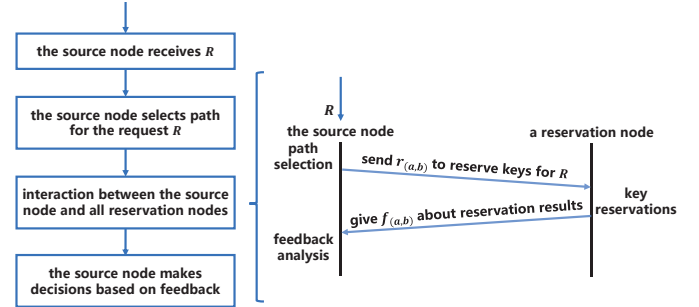 the source node receives R
the source node selects path
for the request R
interaction between the source
node and all reservation nodes
the source node makes
decisions based on feedback
R
the source node
a reservation node
path
selection
send r(a,b) to reserve keys for R
key
reservations
give f(a,b) about reservation results
feedback
analysis